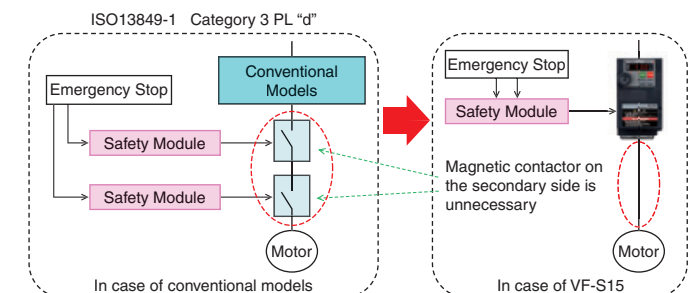 ISO13849-1 Category 3 PL “d”
Emergency Stop
Conventional
Models
Safety Module
Safety Module
Motor
In case of conventional models
Emergency Stop
Safety Module
Magnetic contactor on
the secondary side is
unnecessary
Motor
In case of VF-S15